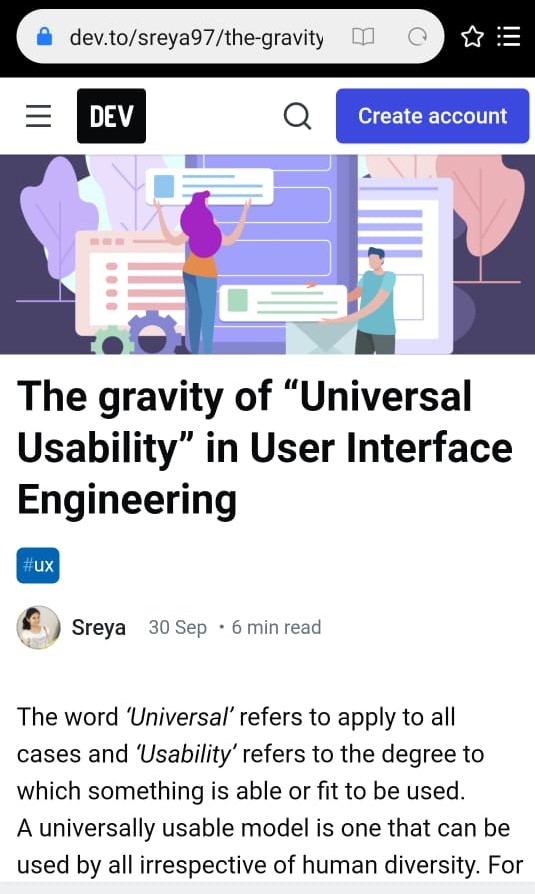 dev.to/sreya97/the-gravity
DEV
Create account
The gravity of “Universal
Usability” in User Interface
Engineering
#ux
Sreya 30 Sep • 6 min read
The word ‘Universal’ refers to apply to all
cases and ‘Usability’ refers to the degree to
which something is able or fit to be used.
A universally usable model is one that can be
used by all irrespective of human diversity. For